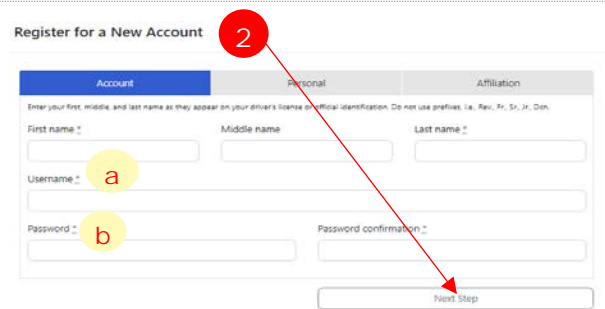 Register for a New Account
2
Account Personal Affiliation
Enter your first, middle, and last name as they appear on your driver's license or official identification. Do not use prefixes, i.e., Rev, Fr, Sr, Jr, Dcn.
First name * Middle name Last name *
Username * a
Password * b Password confirmation *
Next Step